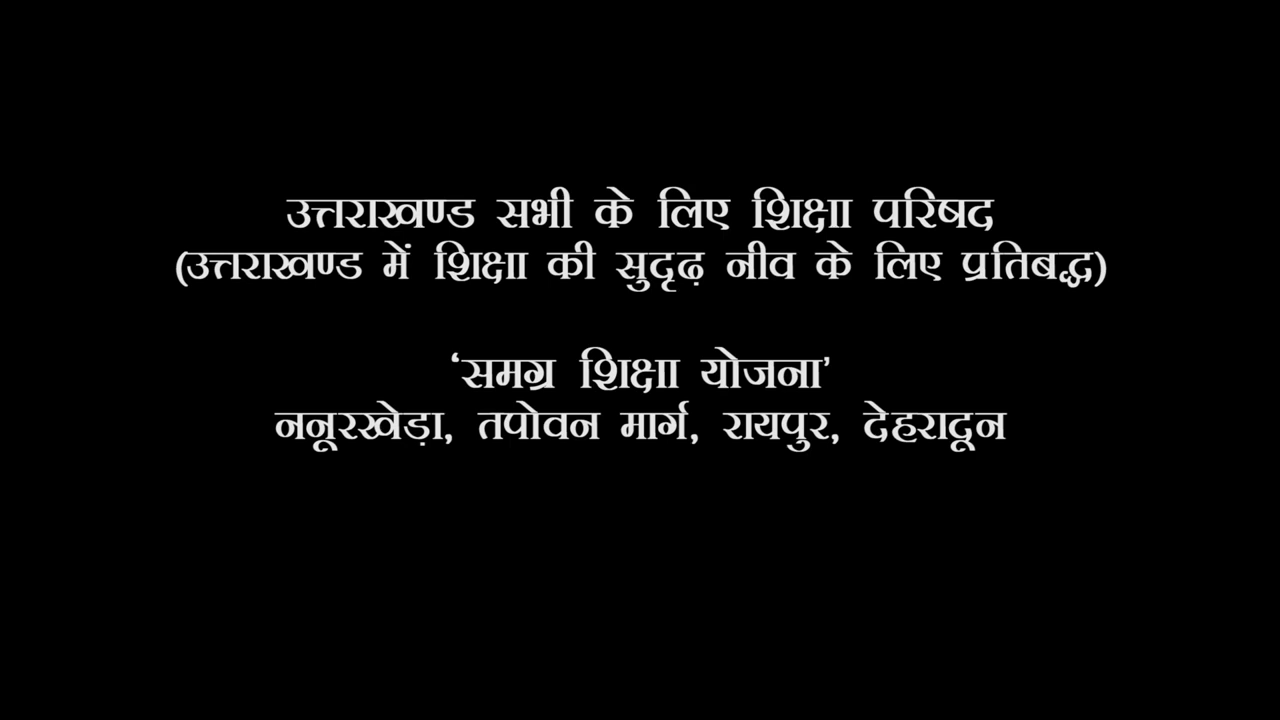 उत्तराखण्ड सभी के लिए शिक्षा परिषद
(उत्तराखण्ड में शिक्षा की सुदृढ़ नीव के लिए प्रतिबद्ध)
‘समग्र शिक्षा योजना’
ननूरखेड़ा, तपोवन मार्ग, रायपुर, देहरादून